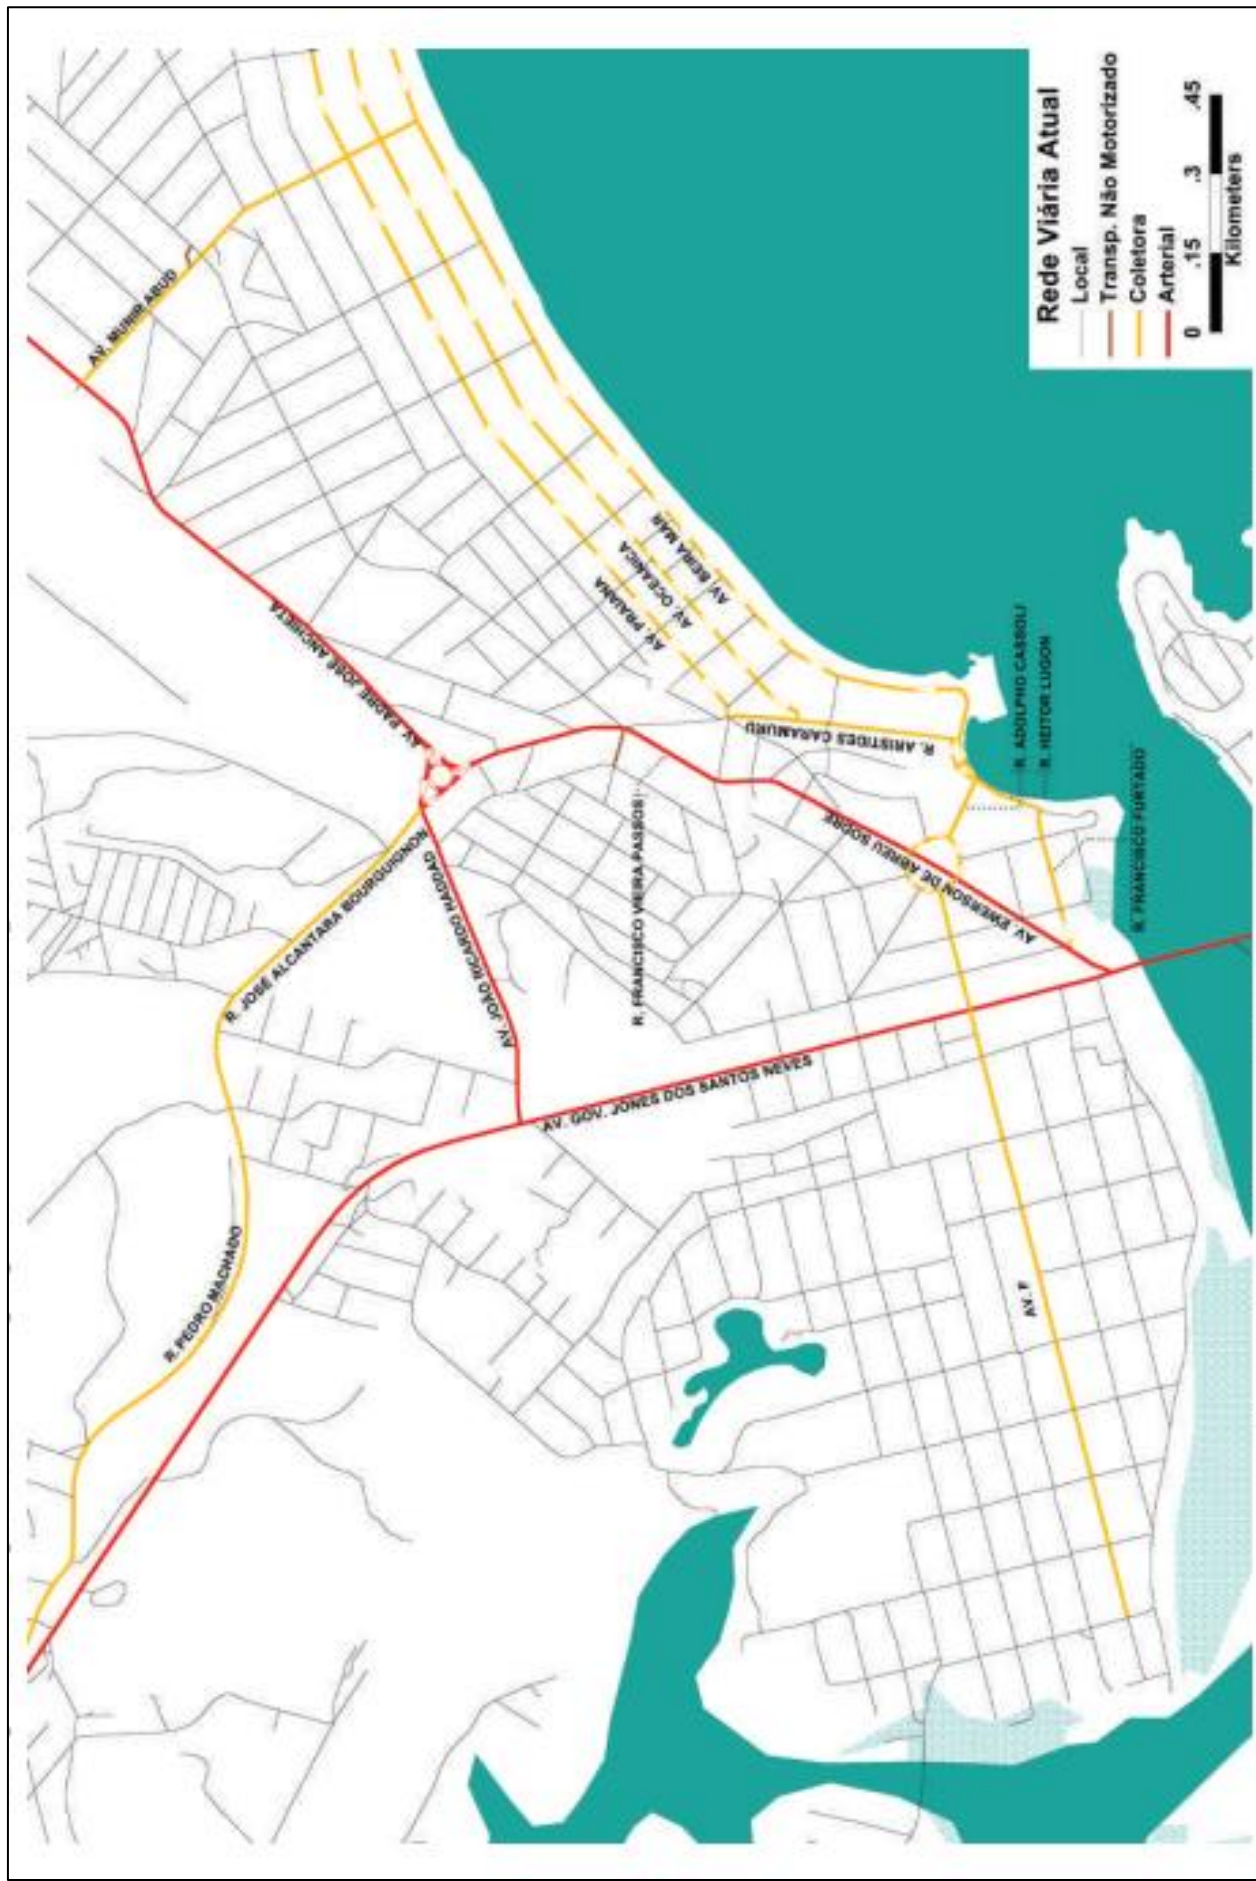 AV. MUNIR ABUD
AV. PADRE JOSÉ ANCHIETA
R. JOSÉ ALCANTARA BOURGUIGNON
AV. JOÃO RICARDO HADDAD
R. PEDRO MACHADO
AV. GOV. JONES DOS SANTOS NEVES
R. FRANCISCO VIEIRA PASSOS
AV. PRAIANA
AV. OCEANICA
AV. BEIRA MAR
R. ARISTIDES CARAMURU
AV. EWERSON DE ABREU SODRÉ
R. ADOLPHO CASSOLI
R. HEITOR LUGON
R. FRANCISCO FURTADO
AV. F
Rede Viária Atual
Local
Transp. Não Motorizado
Coletora
Arterial
0 .15 .3 .45
Kilometers